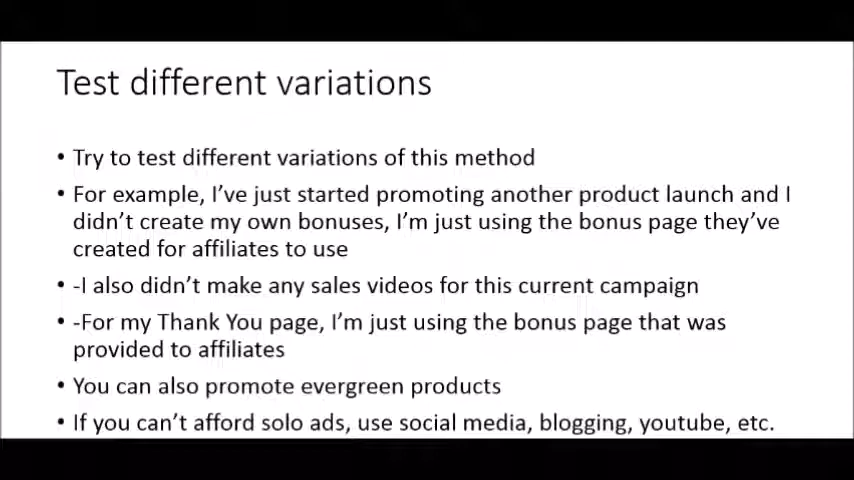 Test different variations
• Try to test different variations of this method
• For example, I've just started promoting another product launch and I
didn't create my own bonuses, I'm just using the bonus page they've
created for affiliates to use
• -I also didn't make any sales videos for this current campaign
• -For my Thank You page, I'm just using the bonus page that was
provided to affiliates
• You can also promote evergreen products
• If you can't afford solo ads, use social media, blogging, youtube, etc.